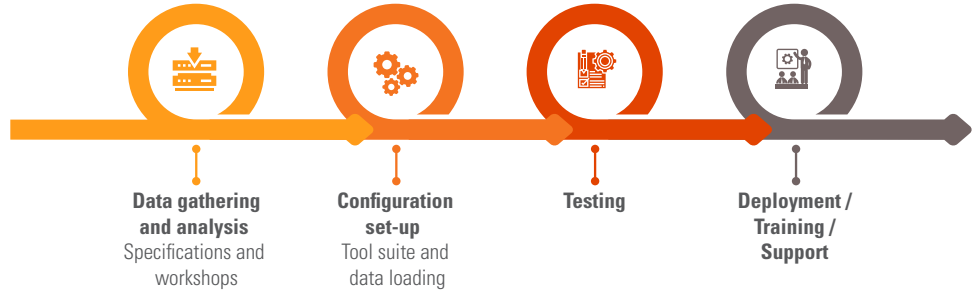 Data gathering
and analysis
Specifications and
workshops
Configuration
set-up
Tool suite and
data loading
Testing
Deployment /
Training /
Support